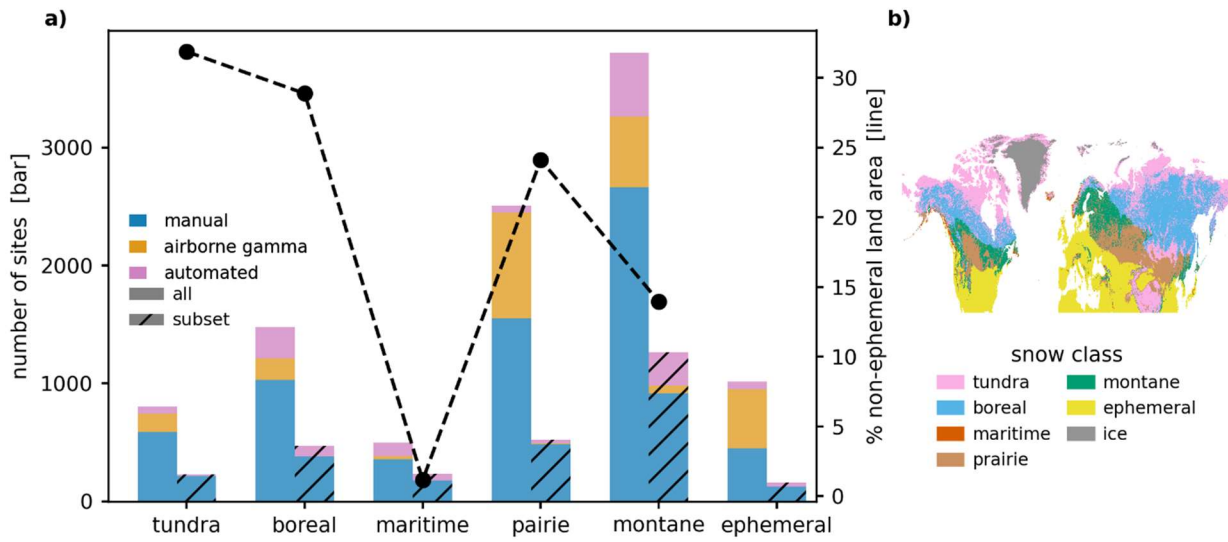 a)
number of sites [bar]
3000
2000
1000
0
manual
airborne gamma
automated
all
subset
tundra boreal maritime pairie montane ephemeral
30
25
20
15
10
5
0
% non-ephemeral land area [line]
b)
snow class
tundra montane
boreal ephemeral
maritime ice
prairie